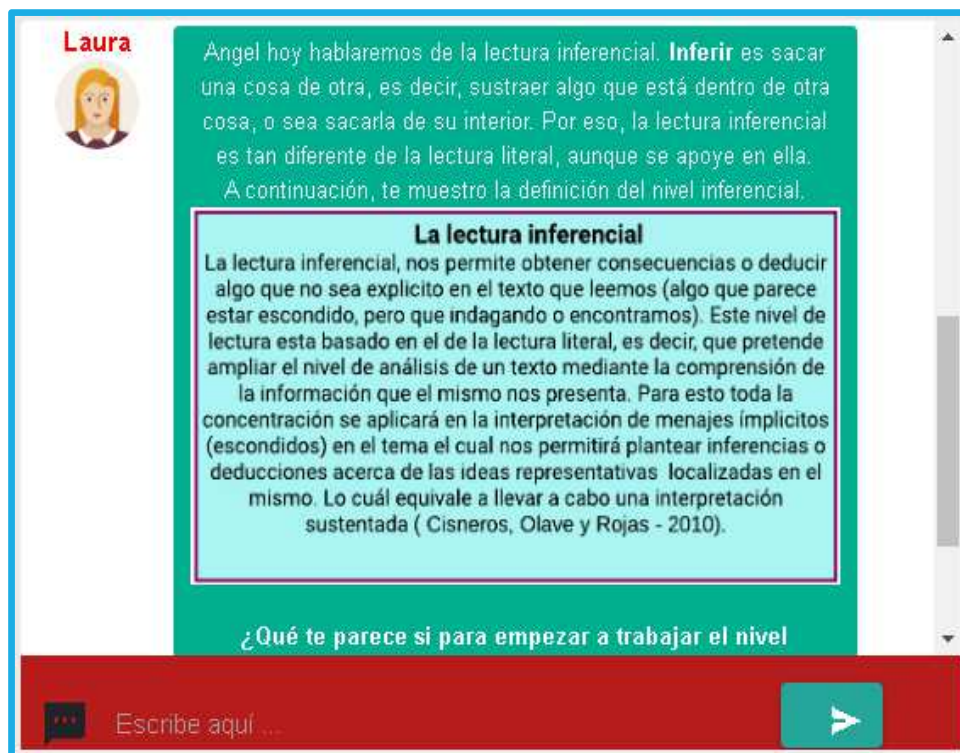 Laura
Angel hoy hablaremos de la lectura inferencial. Inferir es sacar
una cosa de otra, es decir, sustraer algo que está dentro de otra
cosa, o sea sacarla de su interior. Por eso, la lectura inferencial
es tan diferente de la lectura literal, aunque se apoye en ella.
A continuación, te muestro la definición del nivel inferencial.
La lectura inferencial
La lectura inferencial, nos permite obtener consecuencias o deducir
algo que no sea explicito en el texto que leemos (algo que parece
estar escondido, pero que indagando o encontramos). Este nivel de
lectura esta basado en el de la lectura literal, es decir, que pretende
ampliar el nivel de análisis de un texto mediante la comprensión de
la información que el mismo nos presenta. Para esto toda la
concentración se aplicará en la interpretación de menajes ímplicitos
(escondidos) en el tema el cual nos permitirá plantear inferencias o
deducciones acerca de las ideas representativas localizadas en el
mismo. Lo cuál equivale a llevar a cabo una interpretación
sustentada ( Cisneros, Olave y Rojas - 2010).
¿Qué te parece si para empezar a trabajar el nivel
Escribe aquí ...